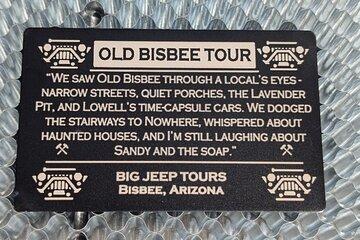 OLD BISBEE TOUR
"WE SAW OLD BISBEE THROUGH A LOCAL'S EYES-
NARROW STREETS, QUIET PORCHES, THE LAVENDER
PIT, AND LOWELL'S TIME-CAPSULE CARS. WE DODGED
THE STAIRWAYS TO NOWHERE, WHISPERED ABOUT
HAUNTED HOUSES, AND I'M STILL LAUGHING ABOUT
SANDY AND THE SOAP."
BIG JEEP TOURS
BISBEE, ARIZONA